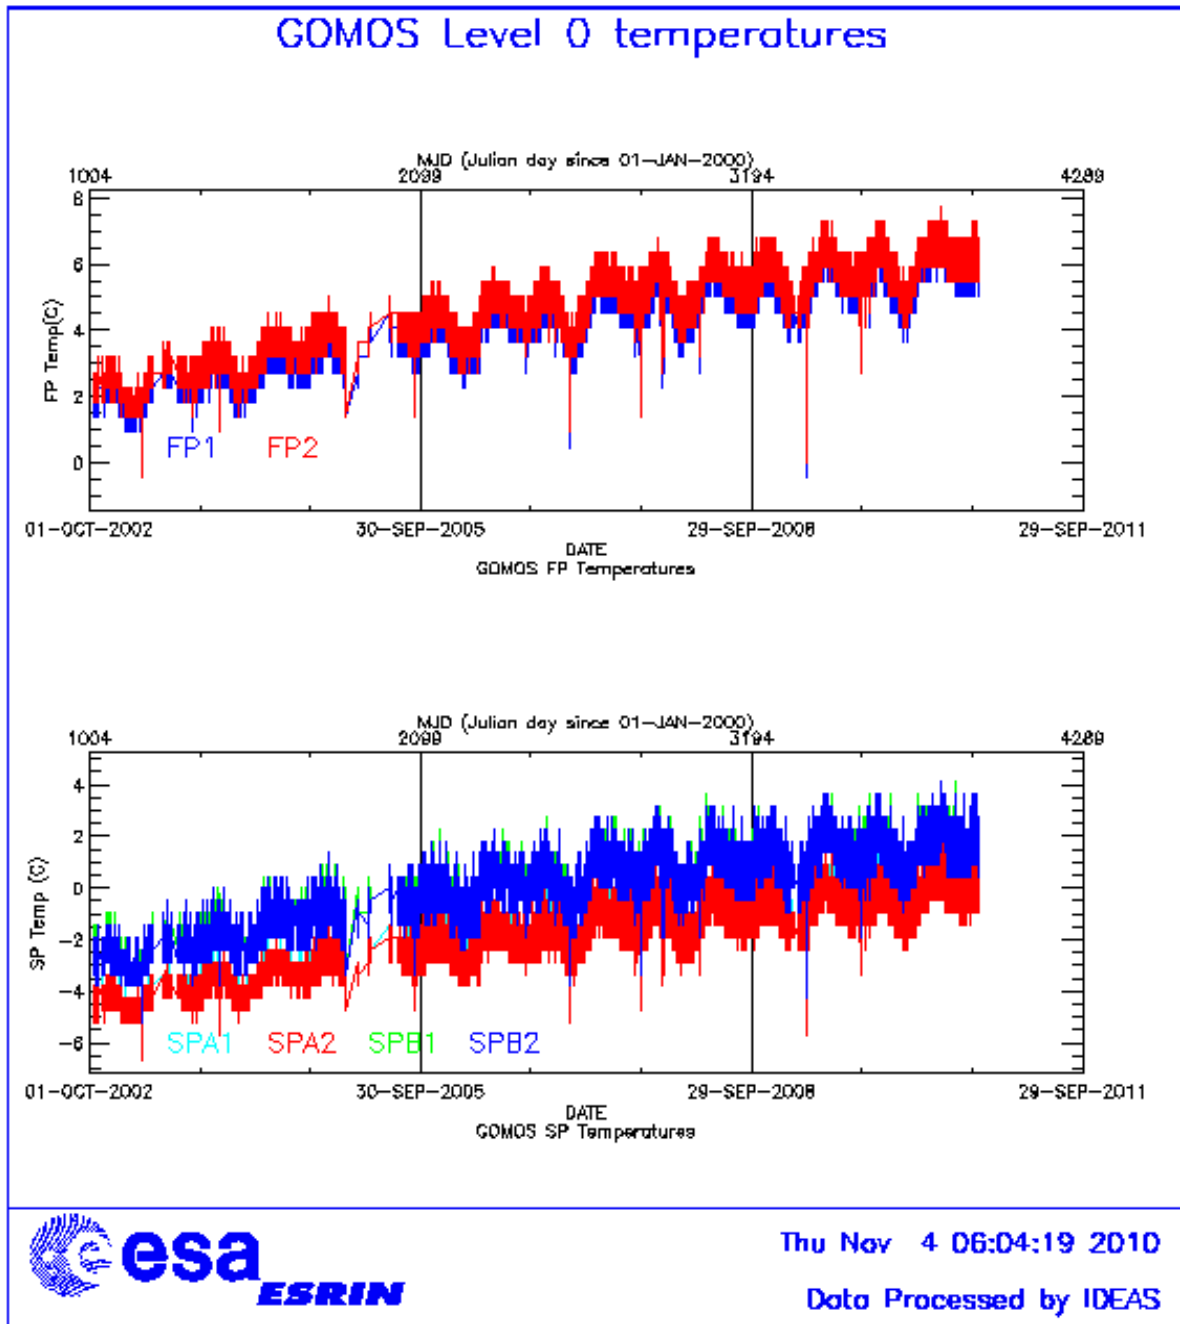 GOMOS Level 0 temperatures
MJD (Julian day since 01-JAN-2000)
1004 2099 3194 4289
8
6
4
2
0
FP Temp(C)
FP1 FP2
01-OCT-2002 30-SEP-2005 29-SEP-2008 29-SEP-2011
DATE
GOMOS FP Temperatures
MJD (Julian day since 01-JAN-2000)
1004 2099 3194 4289
4
2
0
-2
-4
-6
SP Temp (C)
SPA1 SPA2 SPB1 SPB2
01-OCT-2002 30-SEP-2005 29-SEP-2008 29-SEP-2011
DATE
GOMOS SP Temperatures
esa
ESRIN
Thu Nov 4 06:04:19 2010
Data Processed by IDEAS